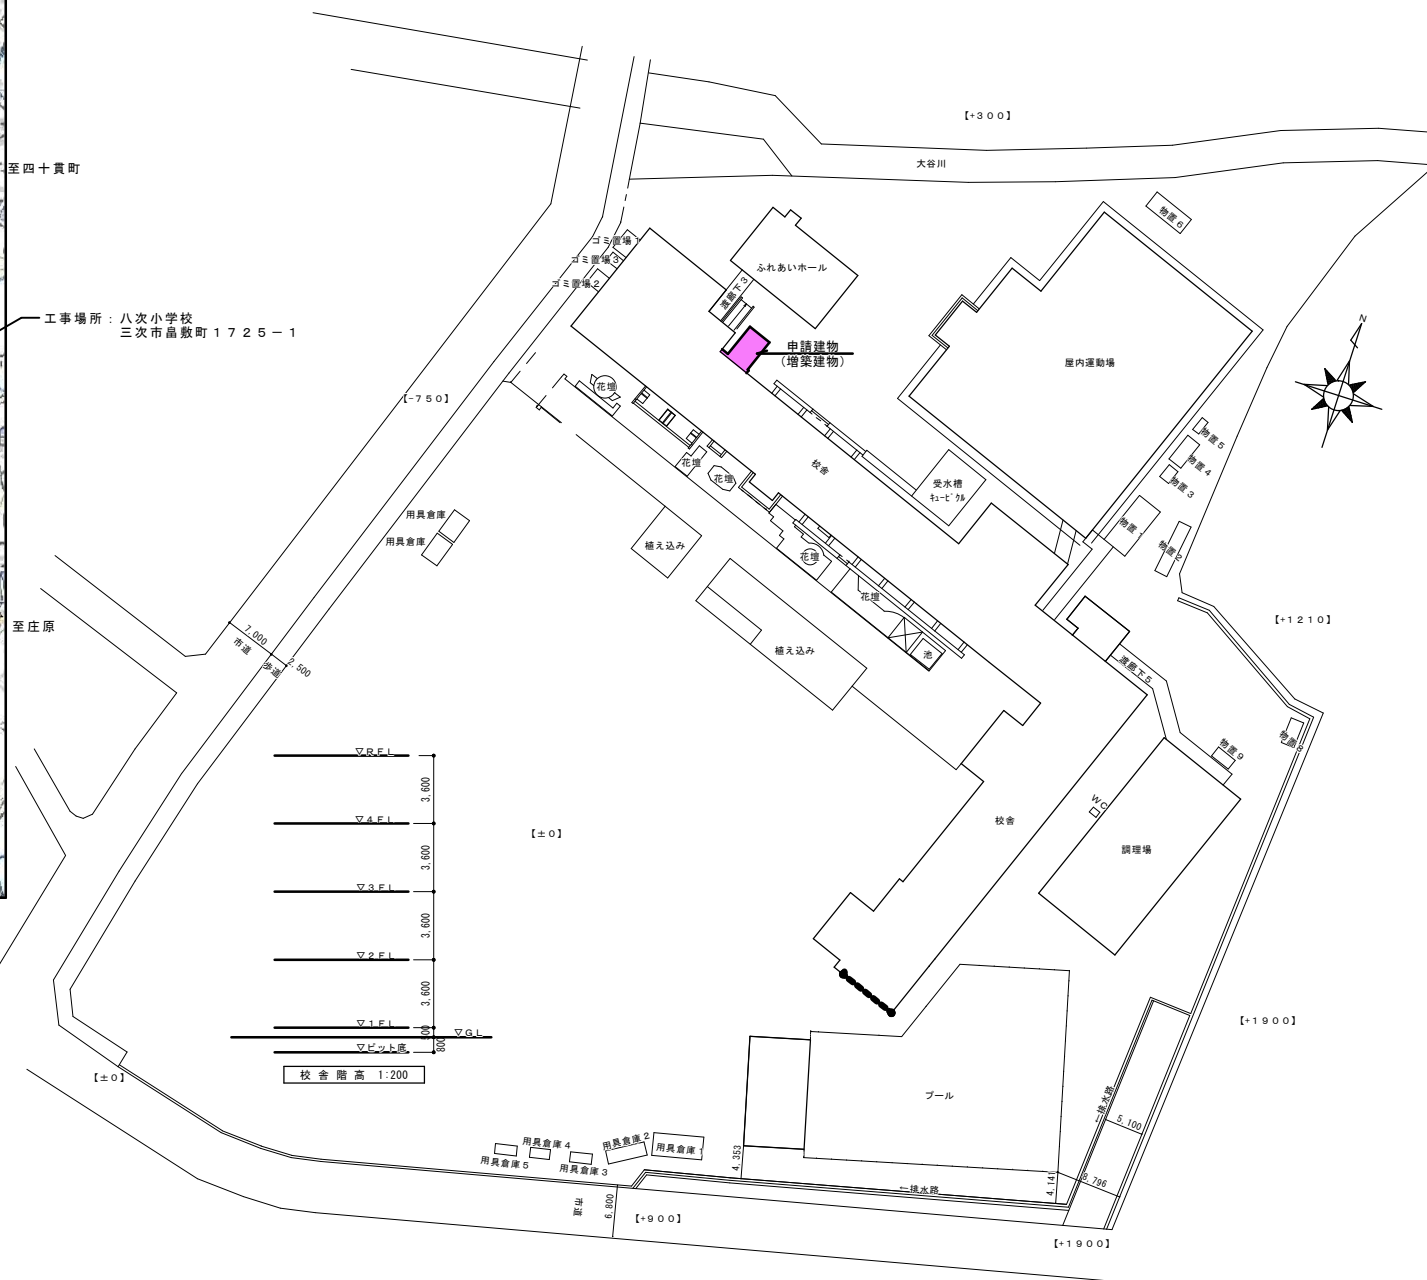 【+300】
大谷川
至四十貫町
物置6
ゴミ置場1
ゴミ置場3
ゴミ置場2
ふれあいホール
渡廊下3
工事場所：八次小学校
三次市畠敷町1725－1
N
申請建物
(増築建物)
屋内運動場
【-750】
花壇
花壇
花壇
校舎
受水槽
ｷｭｰﾋﾞｸﾙ
物置5
物置4
物置3
物置1
物置2
用具倉庫
用具倉庫
植え込み
花壇
花壇
池
植え込み
至庄原
7,000
市道
歩道
2,500
【+1210】
渡廊下5
物置8
物置9
WC
校舎
調理場
▽RFL
3,600
▽4FL
3,600
▽3FL
3,600
▽2FL
3,600
▽1FL
▽GL
▽ピット底
800
校舎階高 1:200
【±0】
【±0】
【+1900】
プール
←排水路
5,100
8,796
4,353
4,141
←排水路
用具倉庫5
用具倉庫4
用具倉庫3
用具倉庫2
用具倉庫1
市道
6,800
【+900】
【+1900】